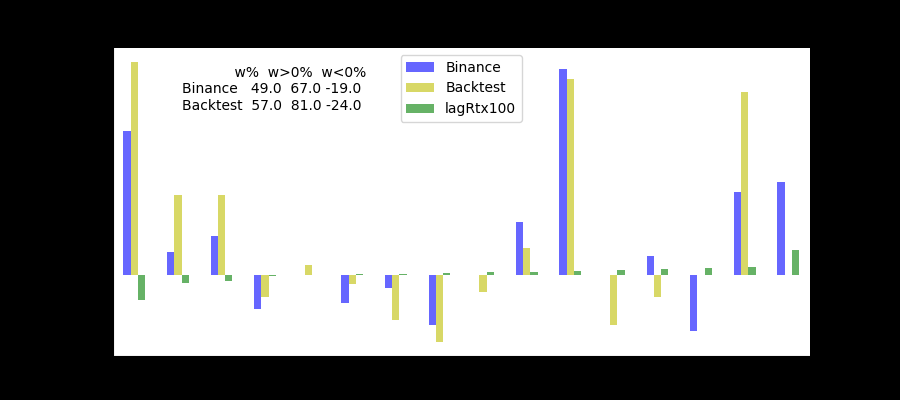 w% w>0% w<0%
Binance 49.0 67.0 -19.0
Backtest 57.0 81.0 -24.0
Binance
Backtest
lagRtx100